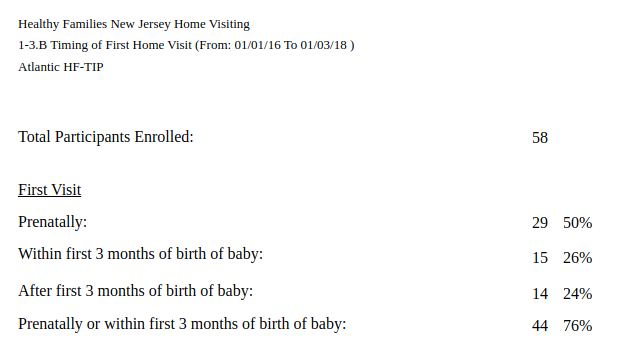 Healthy Families New Jersey Home Visiting
1-3.B Timing of First Home Visit (From: 01/01/16 To 01/03/18 )
Atlantic HF-TIP
Total Participants Enrolled: 58
First Visit
Prenatally: 29 50%
Within first 3 months of birth of baby: 15 26%
After first 3 months of birth of baby: 14 24%
Prenatally or within first 3 months of birth of baby: 44 76%